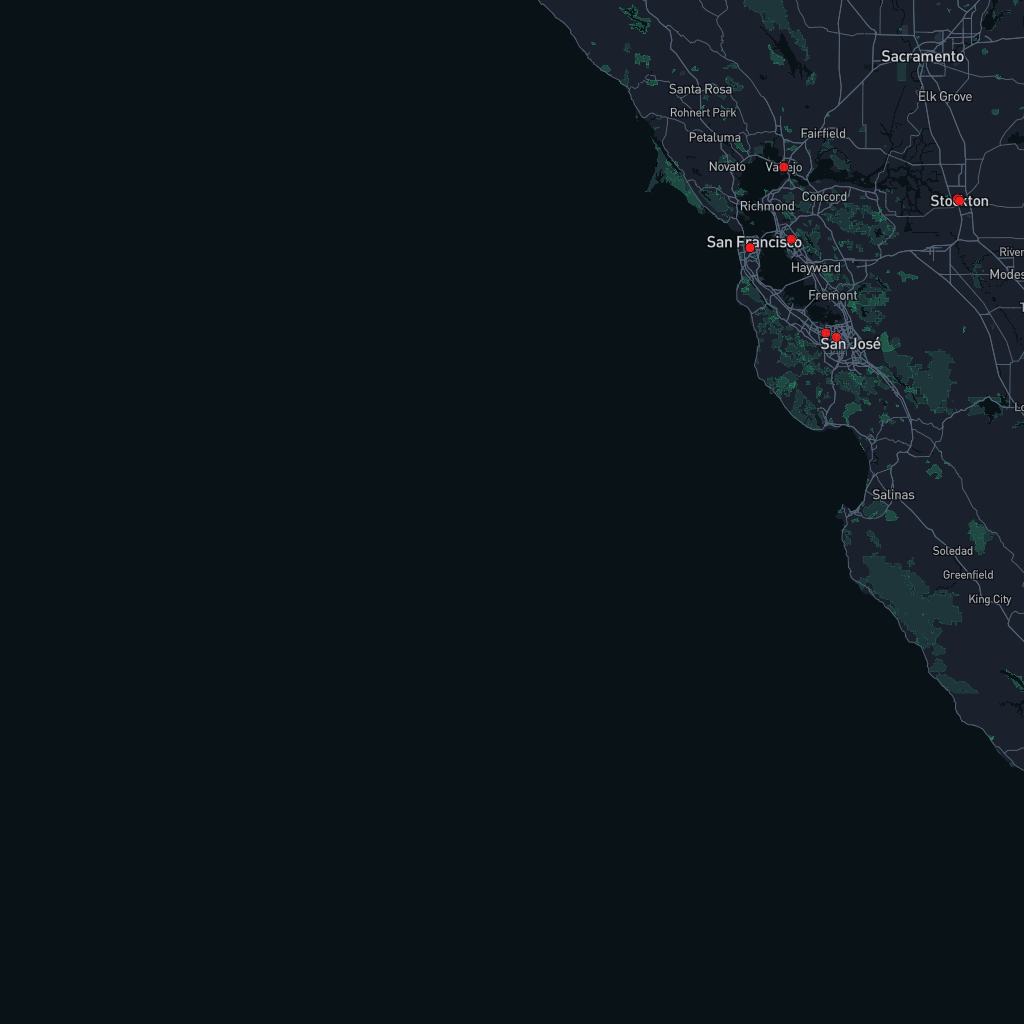 Sacramento
Santa Rosa
Elk Grove
Rohnert Park
Petaluma
Fairfield
Novato
Vallejo
Concord
Richmond
Stockton
San Francisco
River
Hayward
Modes
Fremont
San José
Lo
Salinas
Soledad
Greenfield
King City